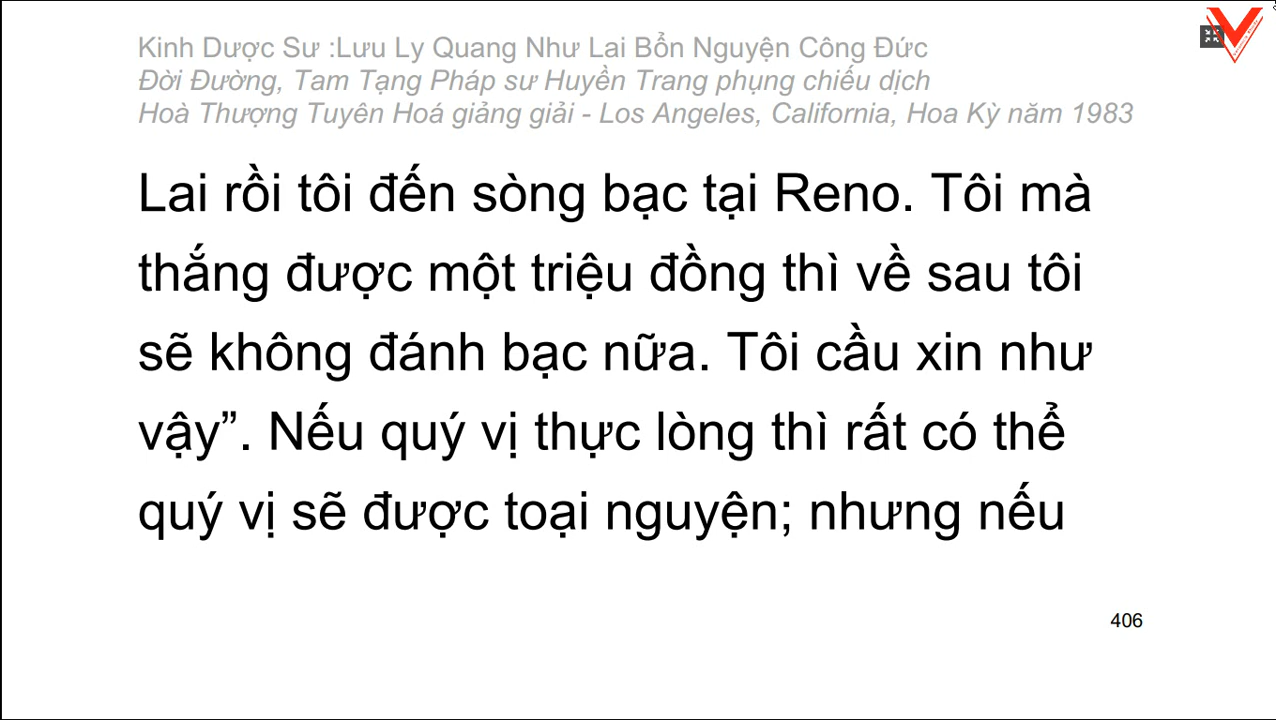 Kinh Dược Sư :Lưu Ly Quang Như Lai Bổn Nguyện Công Đức
Đời Đường, Tam Tạng Pháp sư Huyền Trang phụng chiếu dịch
Hoà Thượng Tuyên Hoá giảng giải - Los Angeles, California, Hoa Kỳ năm 1983
Lai rồi tôi đến sòng bạc tại Reno. Tôi mà
thắng được một triệu đồng thì về sau tôi
sẽ không đánh bạc nữa. Tôi cầu xin như
vậy”. Nếu quý vị thực lòng thì rất có thể
quý vị sẽ được toại nguyện; nhưng nếu
406